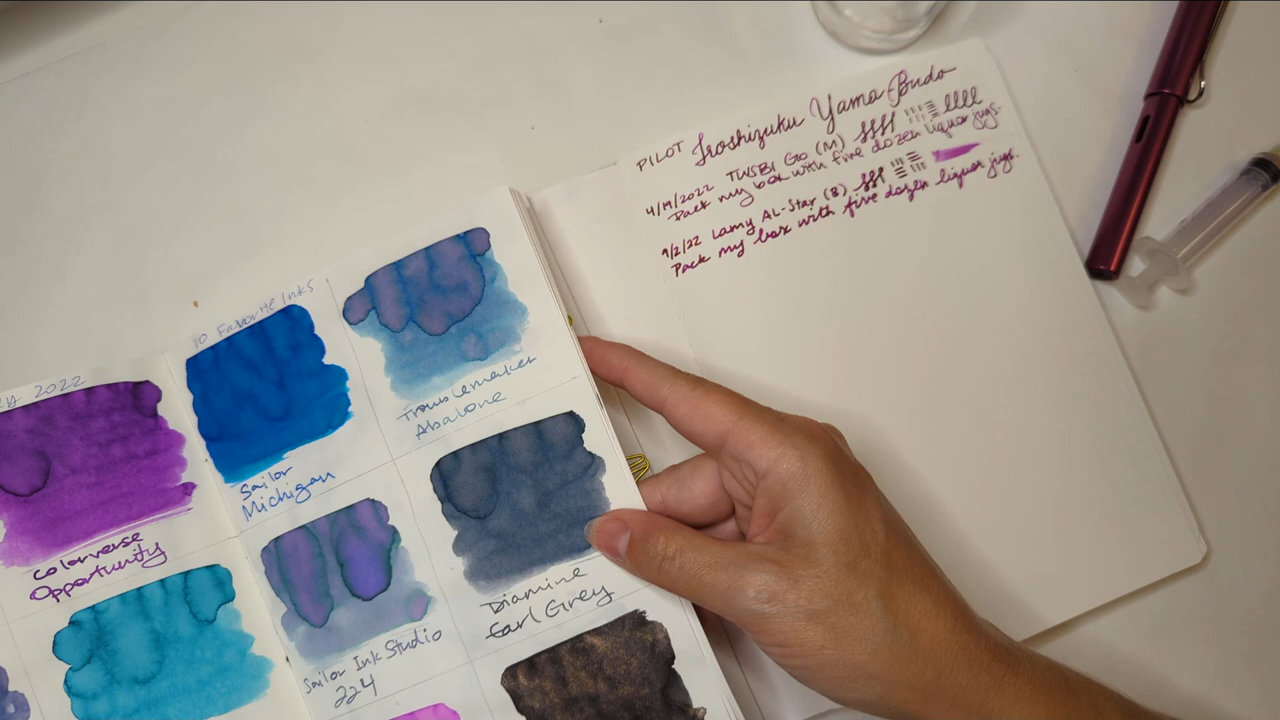 PILOT Iroshizuku Yama Budo
4/19/2022 TWSBI Go (M)
Pack my box with five dozen liquor jugs.
9/2/22 Lamy AL-Star (B)
Pack my box with five dozen liquor jugs.
2022
10 Favorite Inks
Troublemaker
Abalone
Sailor
Michigan
Colorverse
Opportunity
Diamine
Earl Grey
Sailor Ink Studio
224